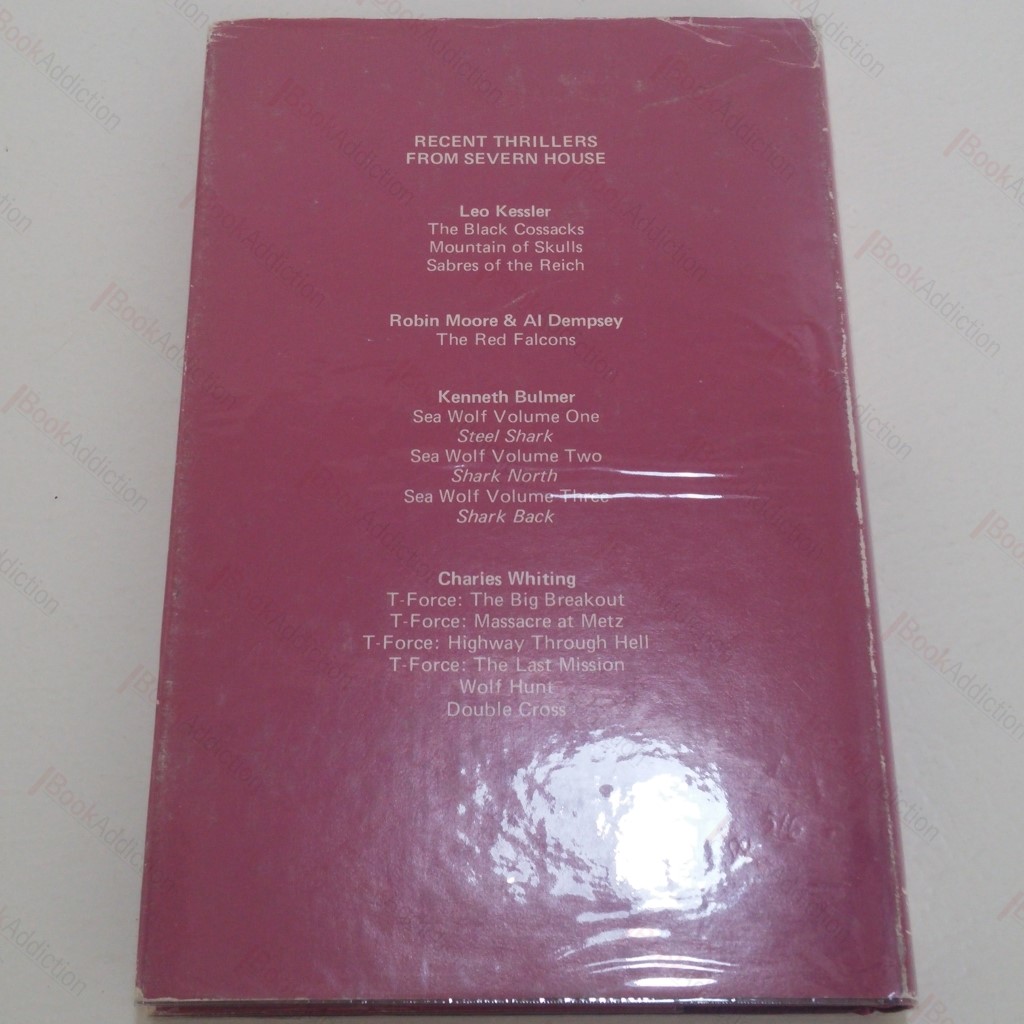 RECENT THRILLERS
FROM SEVERN HOUSE
Leo Kessler
The Black Cossacks
Mountain of Skulls
Sabres of the Reich
Robin Moore & Al Dempsey
The Red Falcons
Kenneth Bulmer
Sea Wolf Volume One
Steel Shark
Sea Wolf Volume Two
Shark North
Sea Wolf Volume Three
Shark Back
Charles Whiting
T-Force: The Big Breakout
T-Force: Massacre at Metz
T-Force: Highway Through Hell
T-Force: The Last Mission
Wolf Hunt
Double Cross
BookAddiction